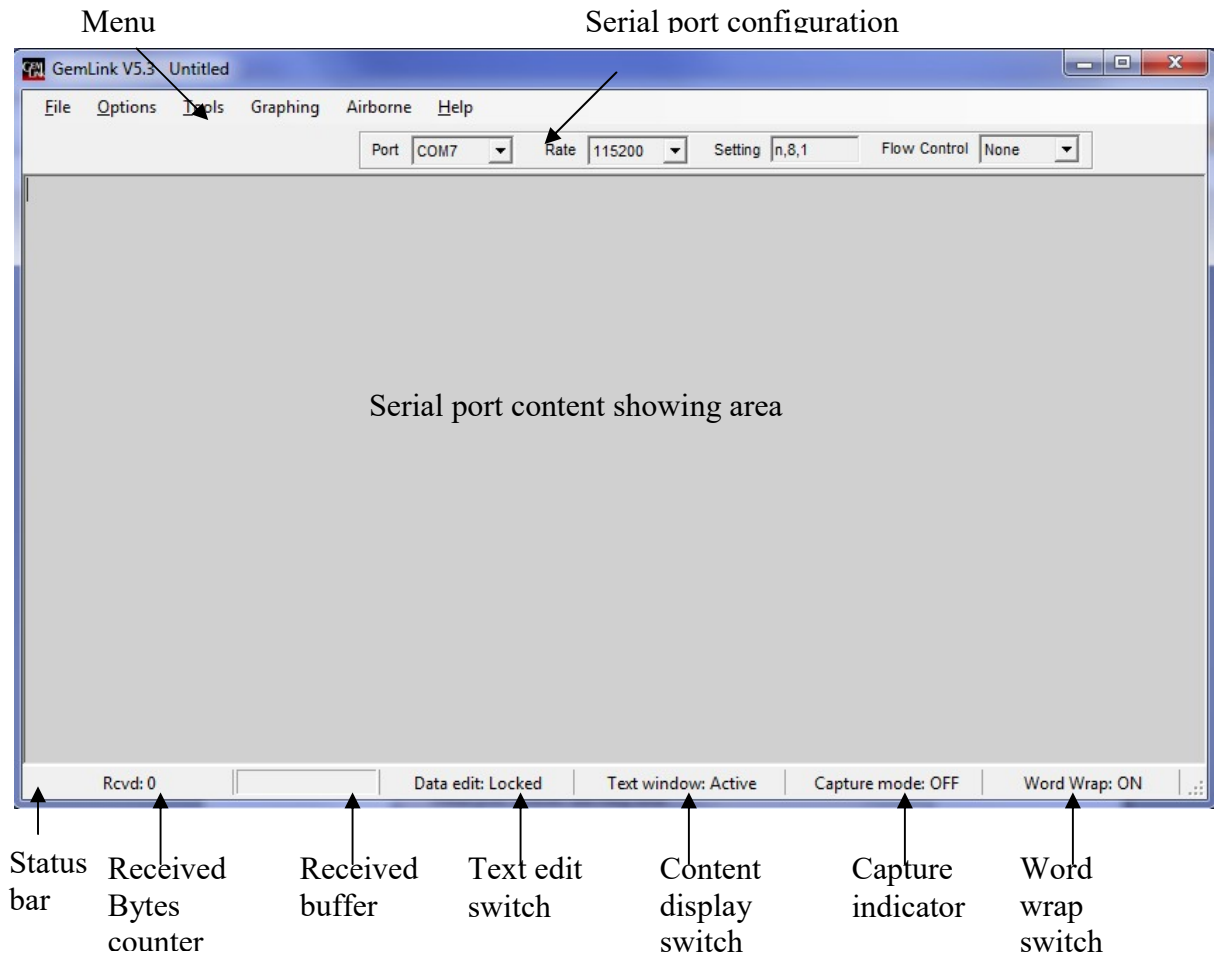 Menu
Serial port configuration
GemLink V5.3 Untitled
File Options Tools Graphing Airborne Help
Port COM7 Rate 115200 Setting n,8,1 Flow Control None
Serial port content showing area
Rcvd: 0 Data edit: Locked Text window: Active Capture mode: OFF Word Wrap: ON
Status bar
Received Bytes counter
Received buffer
Text edit switch
Content display switch
Capture indicator
Word wrap switch